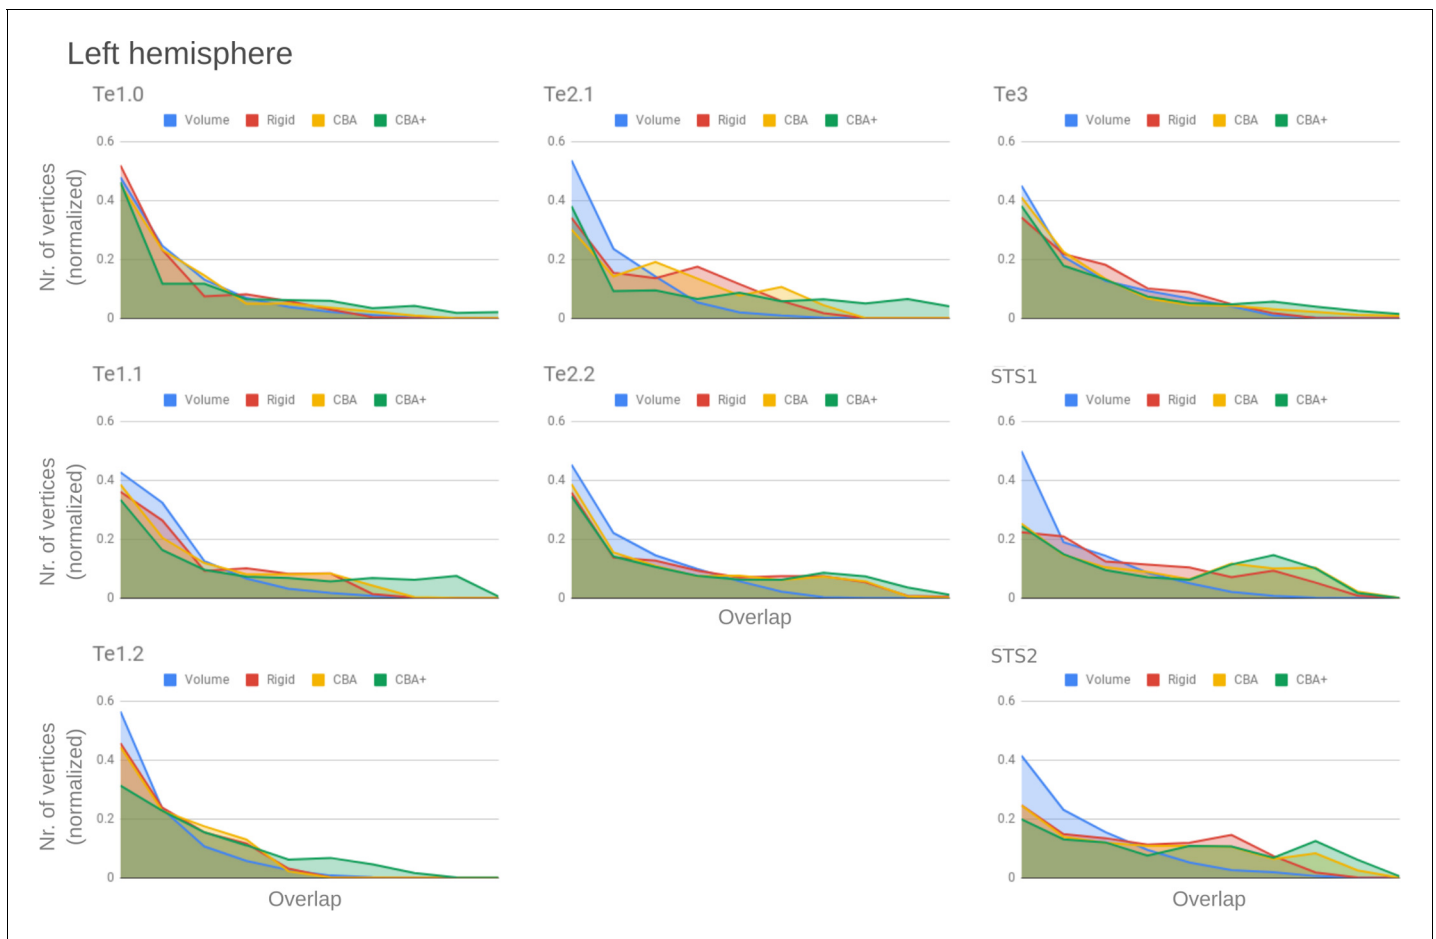 Left hemisphere
Te1.0
Volume Rigid CBA CBA+
0.6
0.4
0.2
0
Nr. of vertices
(normalized)
Te2.1
Volume Rigid CBA CBA+
0.6
0.4
0.2
0
Te3
Volume Rigid CBA CBA+
0.6
0.4
0.2
0
Te1.1
Volume Rigid CBA CBA+
0.6
0.4
0.2
0
Nr. of vertices
(normalized)
Te2.2
Volume Rigid CBA CBA+
0.6
0.4
0.2
0
Overlap
STS1
Volume Rigid CBA CBA+
0.6
0.4
0.2
0
Te1.2
Volume Rigid CBA CBA+
0.6
0.4
0.2
0
Nr. of vertices
(normalized)
Overlap
STS2
Volume Rigid CBA CBA+
0.6
0.4
0.2
0
Overlap